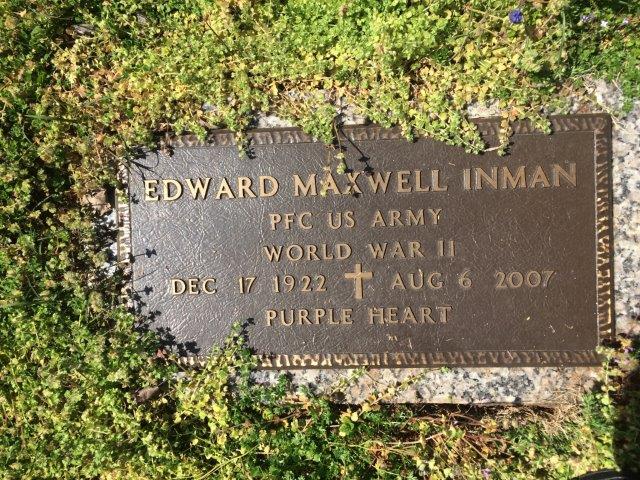 EDWARD MAXWELL INMAN
PFC US ARMY
WORLD WAR II
DEC 17 1922 ✝ AUG 6 2007
PURPLE HEART